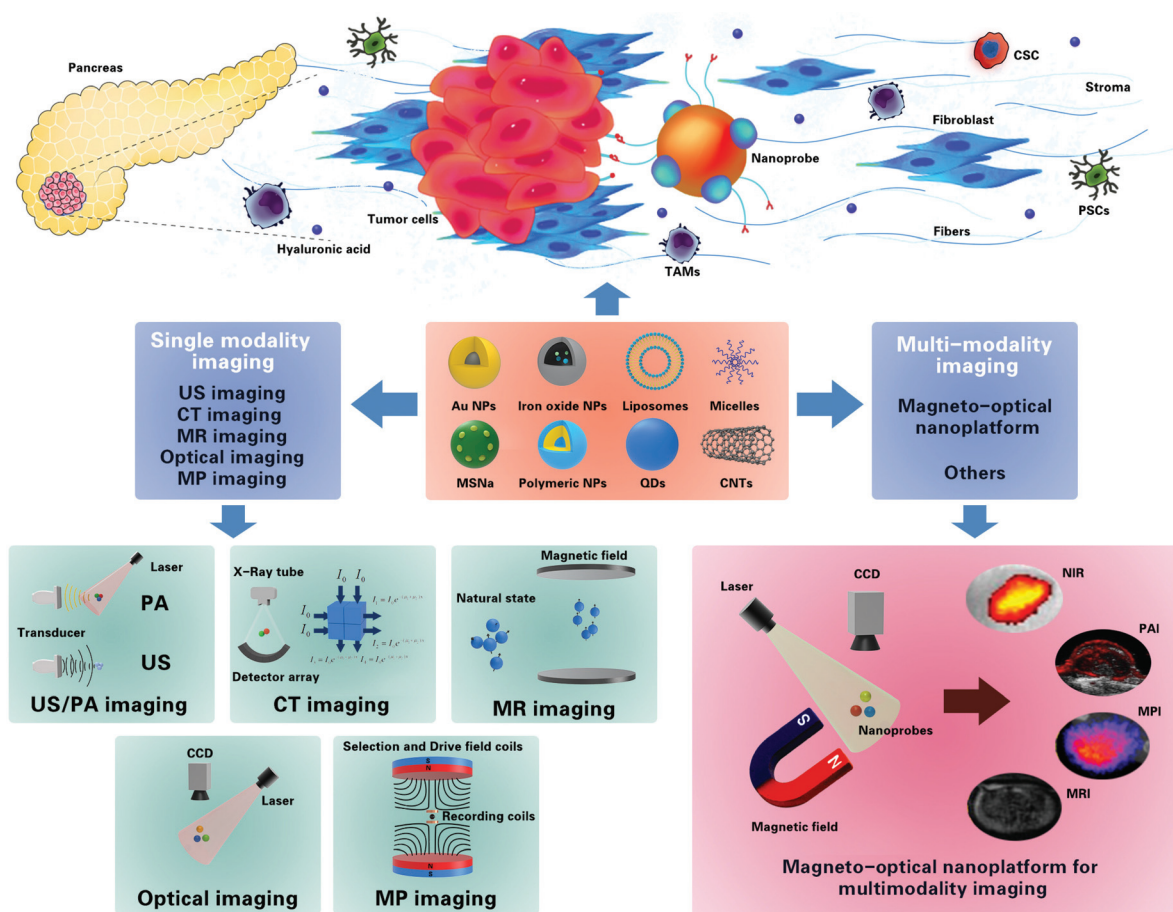 Pancreas
Tumor cells
Hyaluronic acid
Nanoprobe
TAMs
CSC
Stroma
Fibroblast
PSCs
Fibers
Single modality
imaging
US imaging
CT imaging
MR imaging
Optical imaging
MP imaging
Au NPs
Iron oxide NPs
Liposomes
Micelles
MSNa
Polymeric NPs
QDs
CNTs
Multi-modality
imaging
Magneto-optical
nanoplatform
Others
Laser
PA
Transducer
US
US/PA imaging
X-Ray tube
Detector array
I₀ I₀
I₀
I₀
CT imaging
Magnetic field
Natural state
MR imaging
CCD
Laser
Optical imaging
Selection and Drive field coils
S
N
Recording coils
N
S
MP imaging
Laser
CCD
Nanoprobes
S
N
Magnetic field
NIR
PAI
MPI
MRI
Magneto-optical nanoplatform for
multimodality imaging